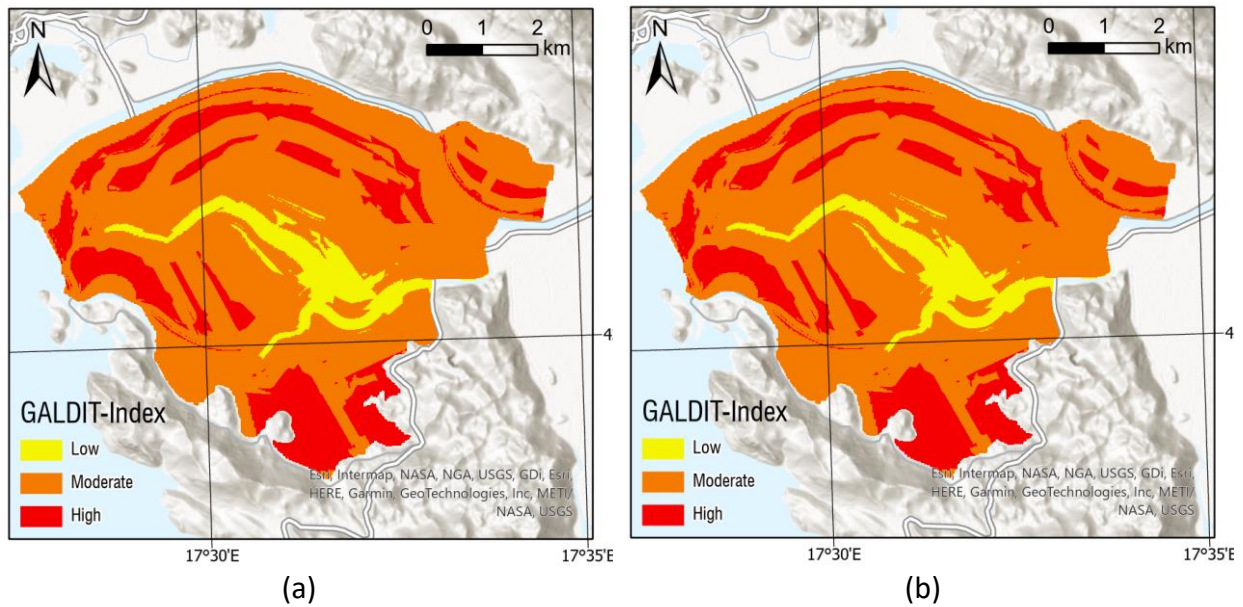 N
0 1 2
km
4
GALDIT-Index
Low
Moderate
High
Esri, Intermap, NASA, NGA, USGS, GDi, Esri,
HERE, Garmin, GeoTechnologies, Inc, METI/
NASA, USGS
17°30'E
17°35'E
(a)
N
0 1 2
km
4
GALDIT-Index
Low
Moderate
High
Esri, Intermap, NASA, NGA, USGS, GDi, Esri,
HERE, Garmin, GeoTechnologies, Inc, METI/
NASA, USGS
17°30'E
17°35'E
(b)